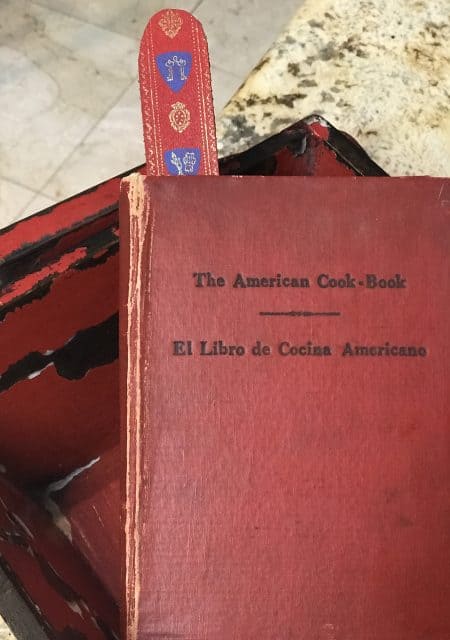 The American Cook-Book
El Libro de Cocina Americano